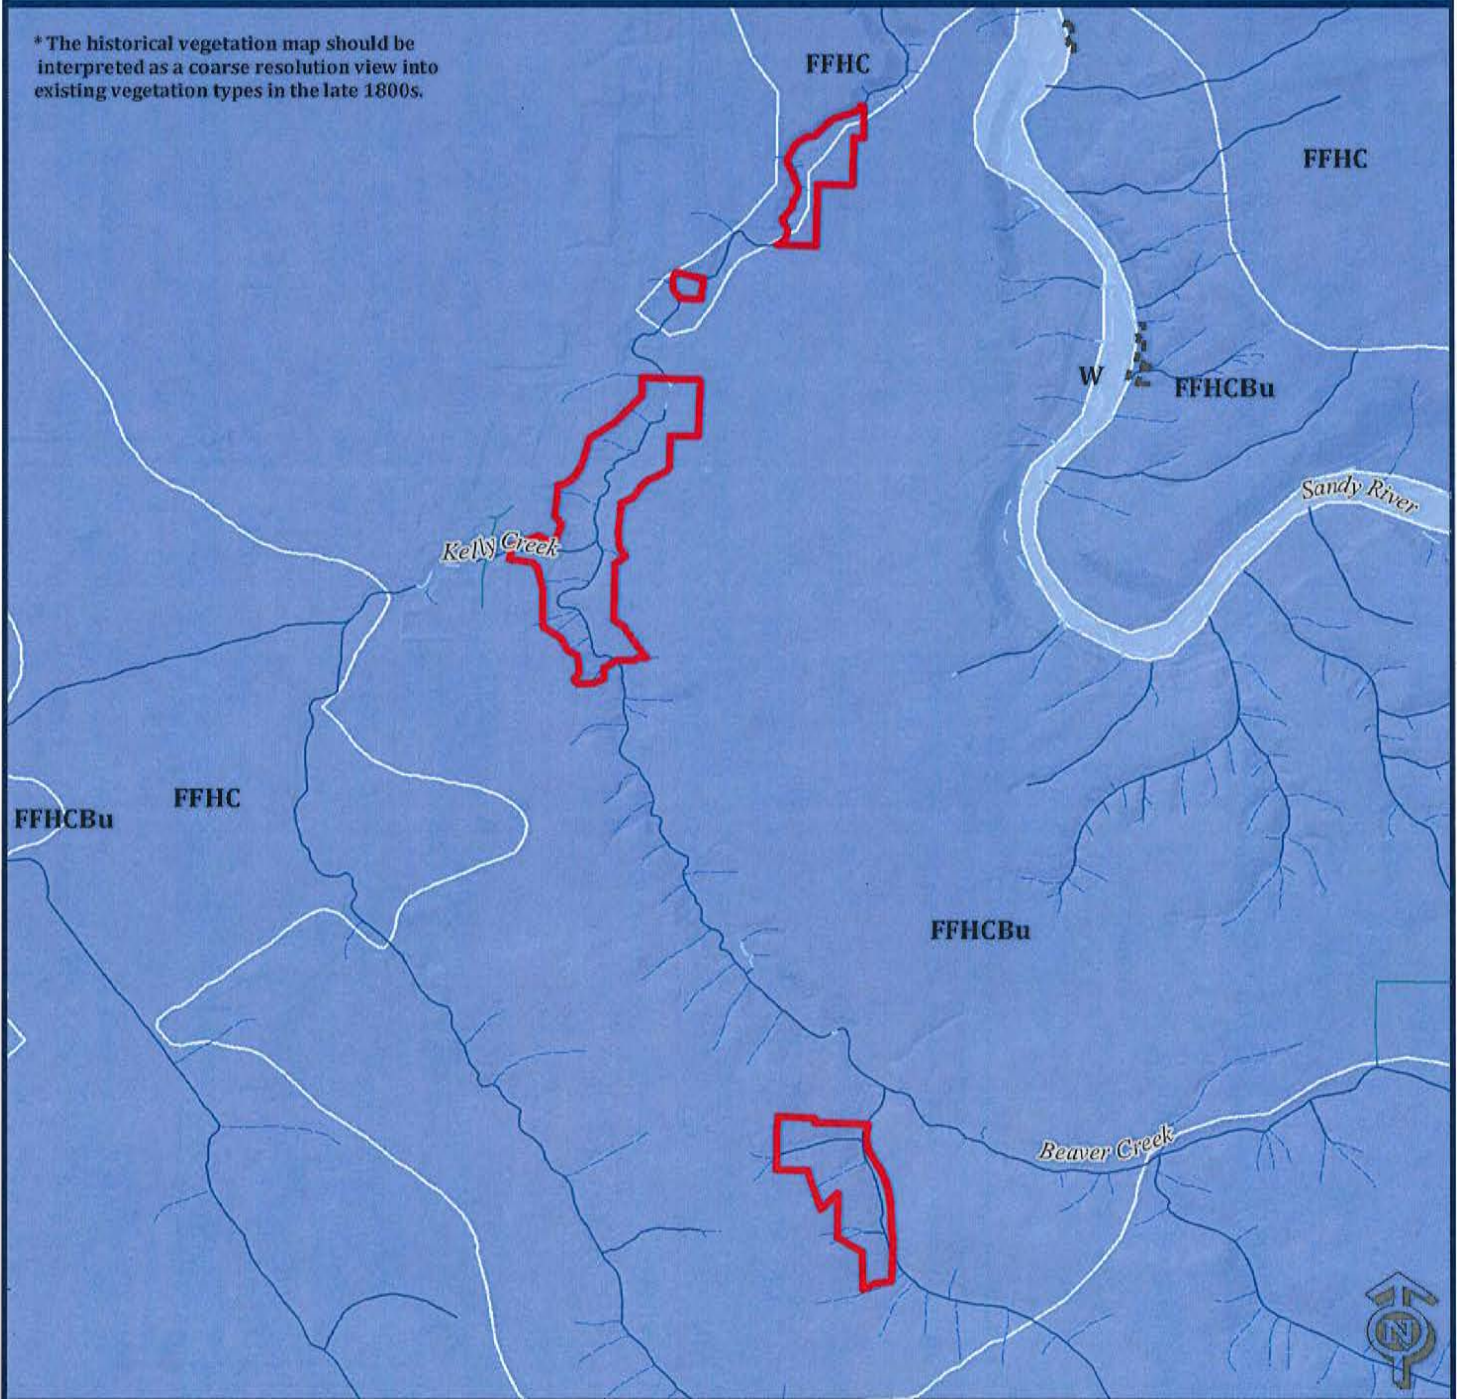 * The historical vegetation map should be
interpreted as a coarse resolution view into
existing vegetation types in the late 1800s.
FFHC
FFHC
W
FFHCBu
Sandy River
Kelly Creek
FFHC
FFHCBu
FFHCBu
Beaver Creek
N